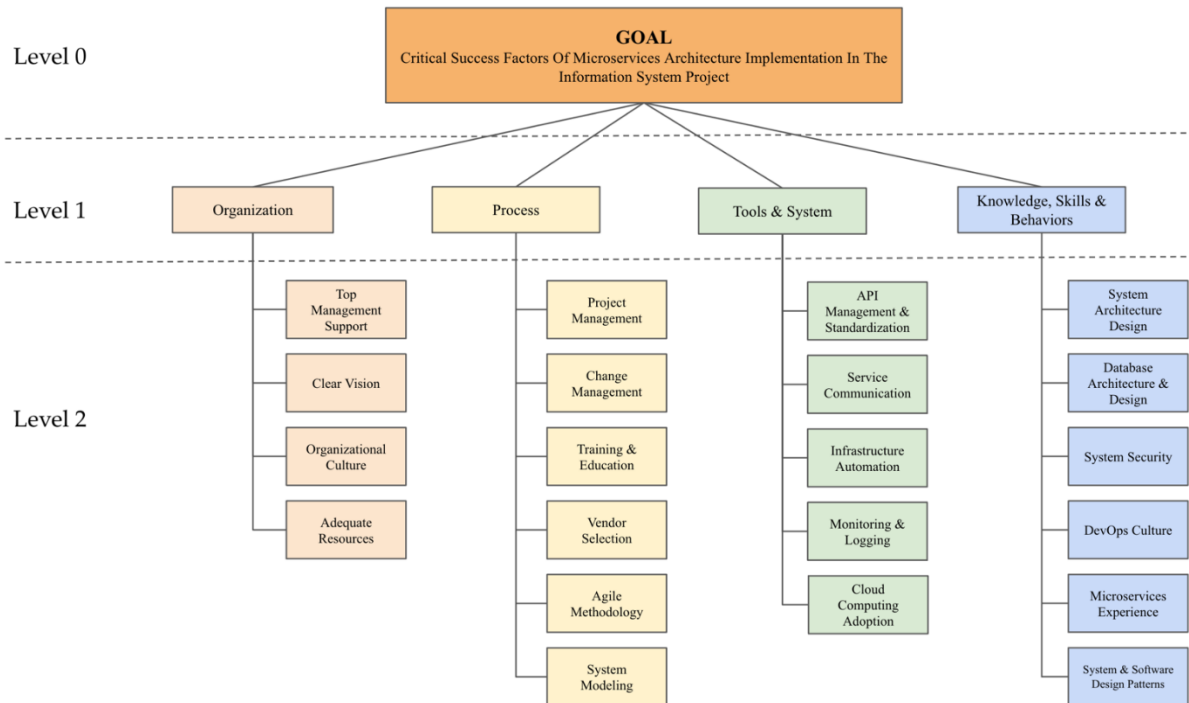 Level 0
GOAL
Critical Success Factors Of Microservices Architecture Implementation In The
Information System Project
Level 1
Organization
Process
Tools & System
Knowledge, Skills &
Behaviors
Level 2
Top
Management
Support
Clear Vision
Organizational
Culture
Adequate
Resources
Project
Management
Change
Management
Training &
Education
Vendor
Selection
Agile
Methodology
System
Modeling
API
Management &
Standardization
Service
Communication
Infrastructure
Automation
Monitoring &
Logging
Cloud
Computing
Adoption
System
Architecture
Design
Database
Architecture &
Design
System Security
DevOps Culture
Microservices
Experience
System & Software
Design Patterns